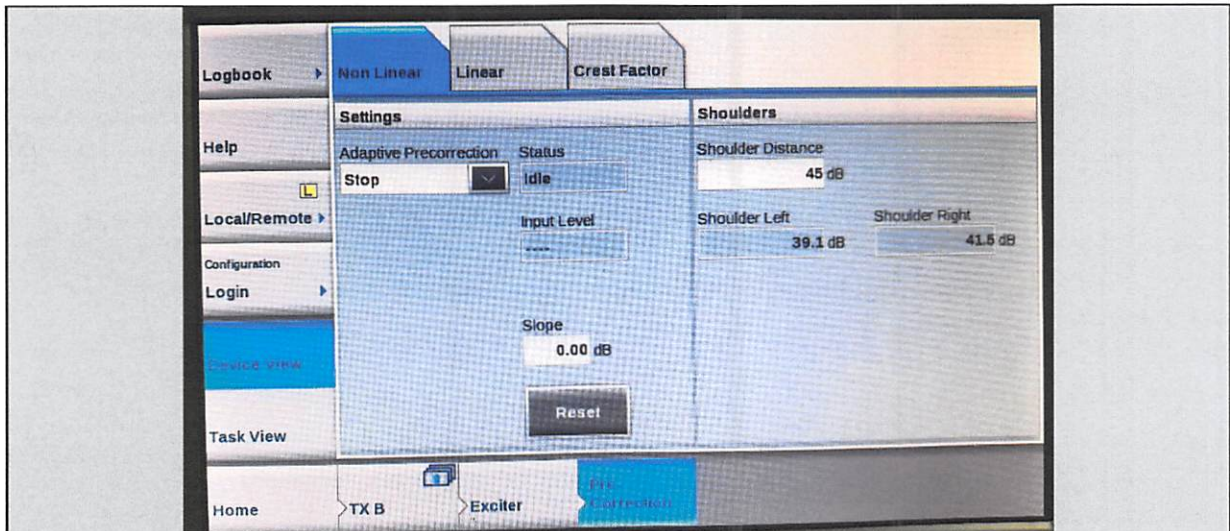 Logbook
Non Linear
Linear
Crest Factor
Settings
Shoulders
Help
Adaptive Precorrection
Status
Shoulder Distance
Stop
Idle
45 dB
L
Local/Remote
Input Level
Shoulder Left
Shoulder Right
----
39.1 dB
41.5 dB
Configuration
Login
Slope
0.00 dB
Device View
Reset
Task View
Home
TX B
Exciter
Pre-
Correction